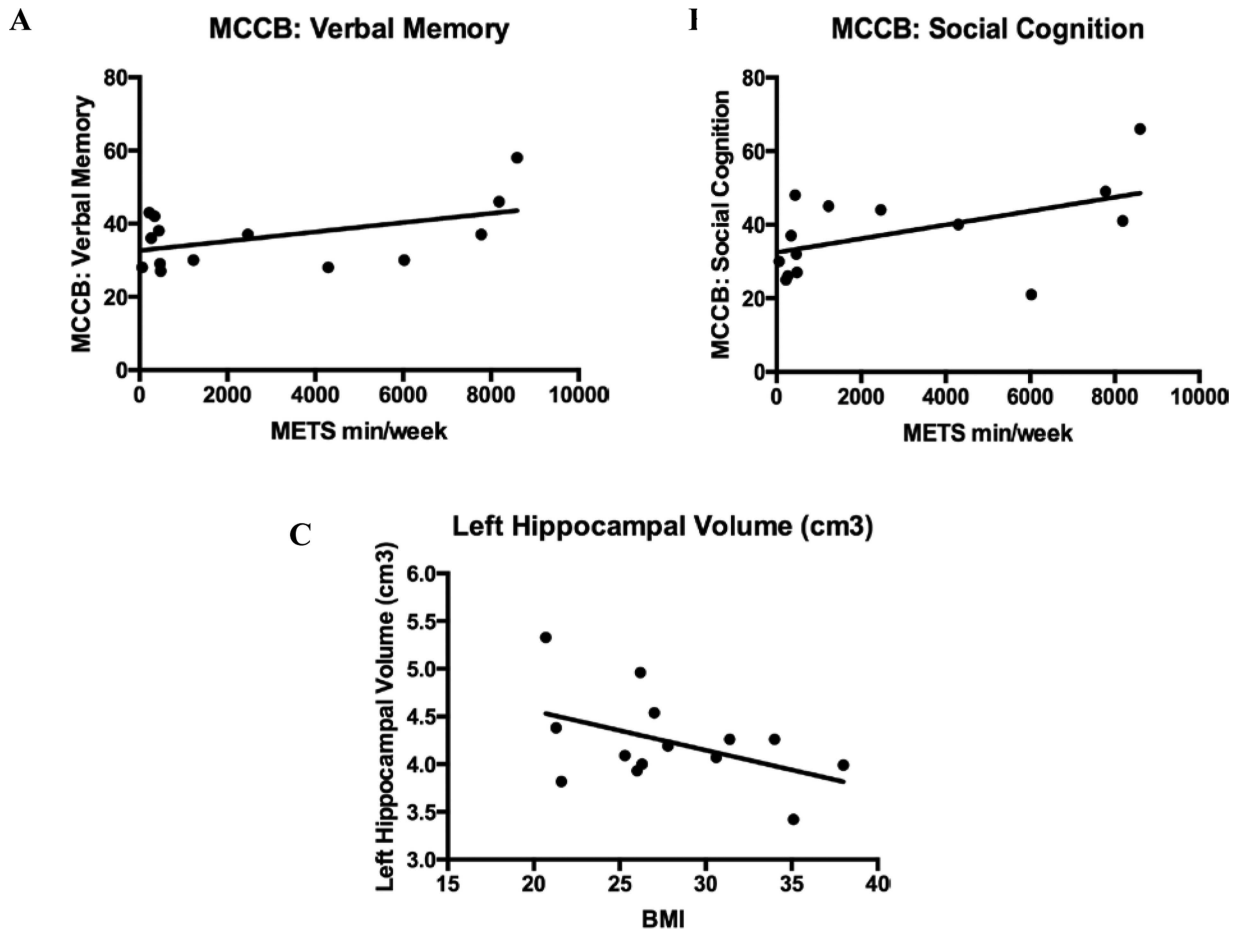 A
MCCB: Verbal Memory
MCCB: Verbal Memory
80
60
40
20
0
0 2000 4000 6000 8000 10000
METS min/week
MCCB: Social Cognition
MCCB: Social Cognition
80
60
40
20
0
0 2000 4000 6000 8000 10000
METS min/week
C
Left Hippocampal Volume (cm3)
Left Hippocampal Volume (cm3)
6.0
5.5
5.0
4.5
4.0
3.5
3.0
15 20 25 30 35 40
BMI